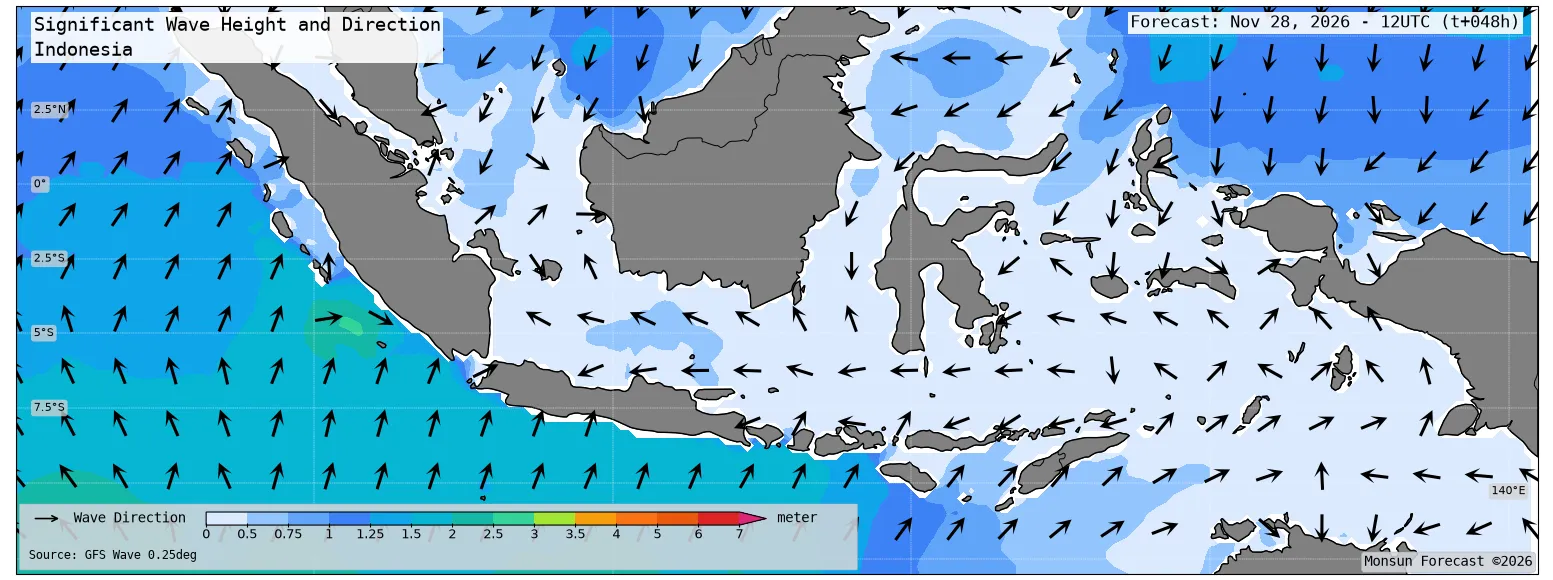 Significant Wave Height and Direction
Indonesia
Forecast: Nov 28, 2026 - 12UTC (t+048h)
2.5°N
0°
2.5°S
5°S
7.5°S
140°E
Wave Direction
meter
0 0.5 0.75 1 1.25 1.5 2 2.5 3 3.5 4 5 6 7
Source: GFS Wave 0.25deg
Monsun Forecast ©2026